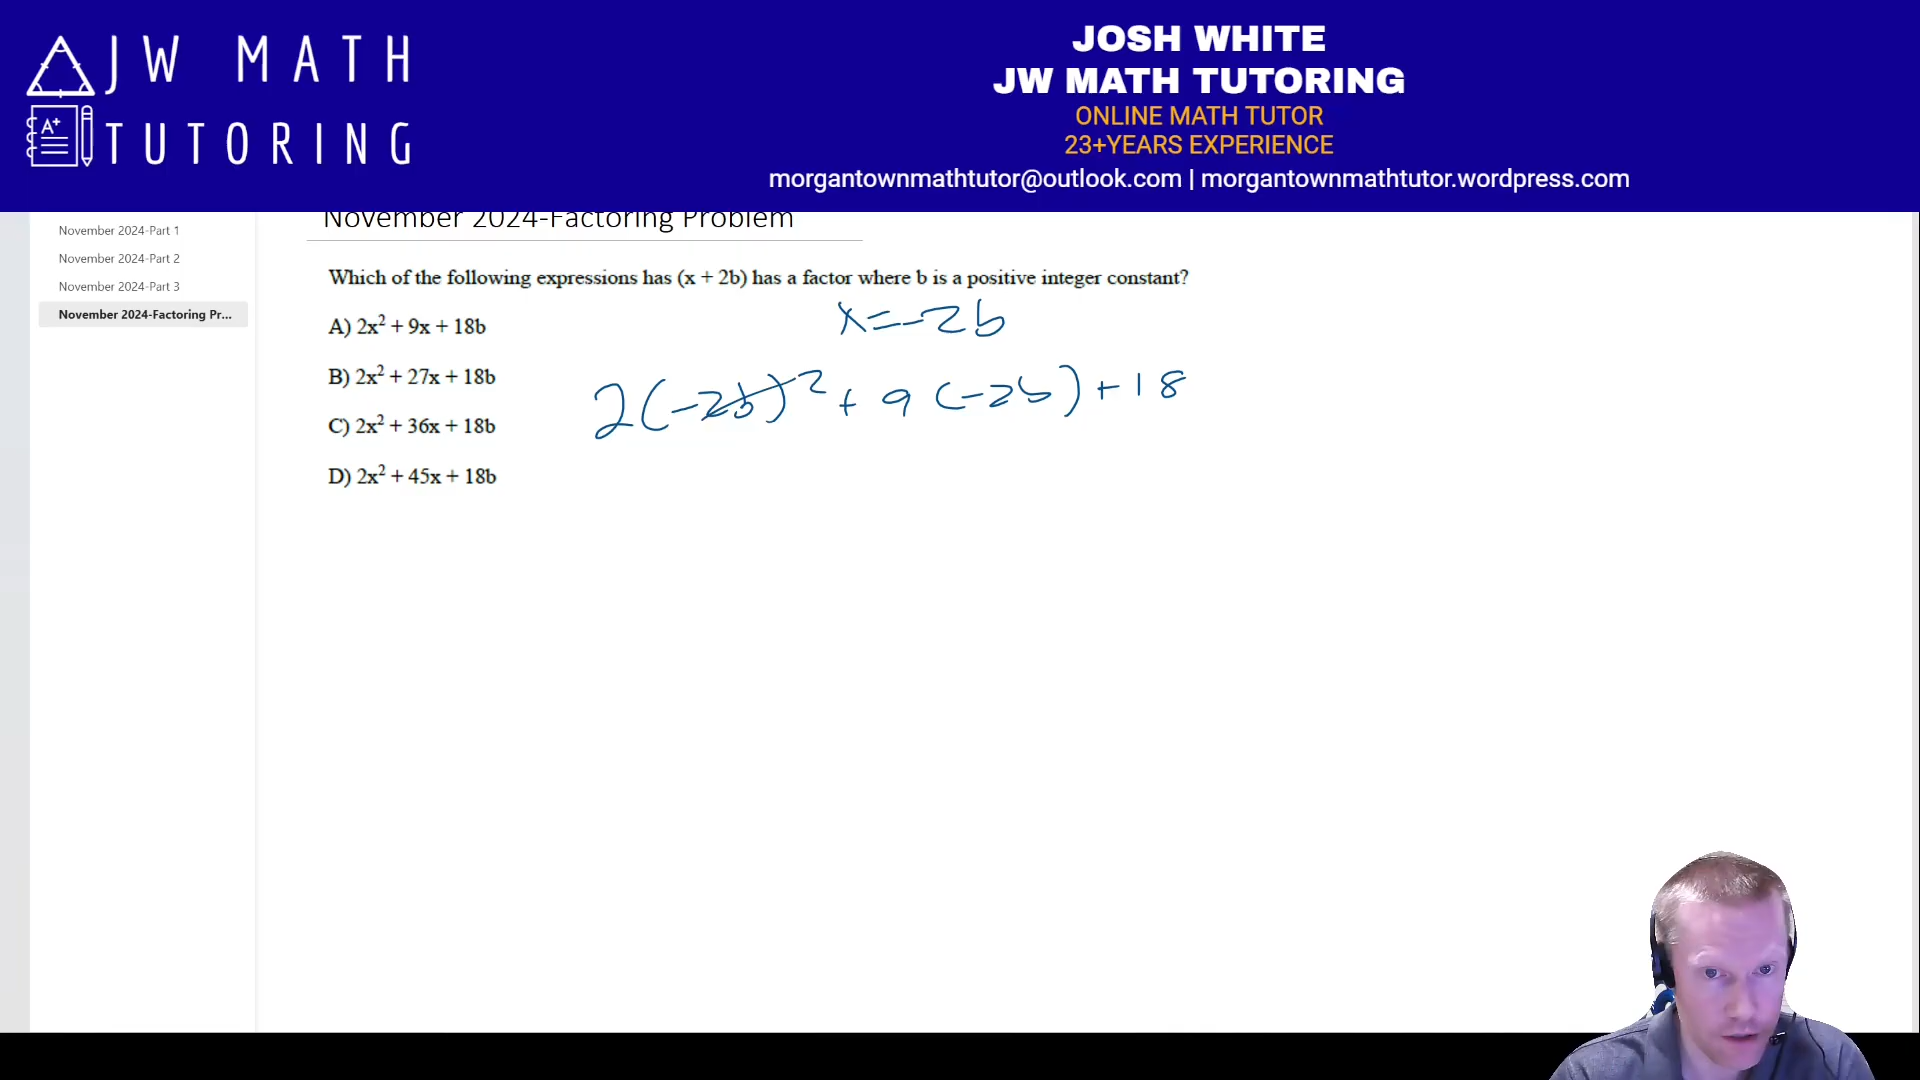 JW MATH
TUTORING
A+
JOSH WHITE
JW MATH TUTORING
ONLINE MATH TUTOR
23+YEARS EXPERIENCE
morgantownmathtutor@outlook.com | morgantownmathtutor.wordpress.com
November 2024-Part 1
November 2024-Part 2
November 2024-Part 3
November 2024-Factoring Pr...
November 2024-Factoring Problem
Which of the following expressions has (x + 2b) has a factor where b is a positive integer constant?
x=-2b
A) 2x² + 9x + 18b
B) 2x² + 27x + 18b
2(-2b)² + 9(-2b)+18
C) 2x² + 36x + 18b
D) 2x² + 45x + 18b